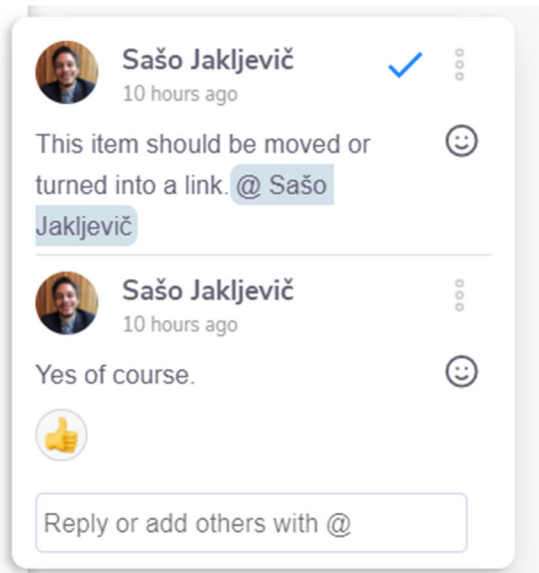 Sašo Jakljevič
10 hours ago
This item should be moved or
turned into a link. @ Sašo
Jakljevič
Sašo Jakljevič
10 hours ago
Yes of course.
Reply or add others with @